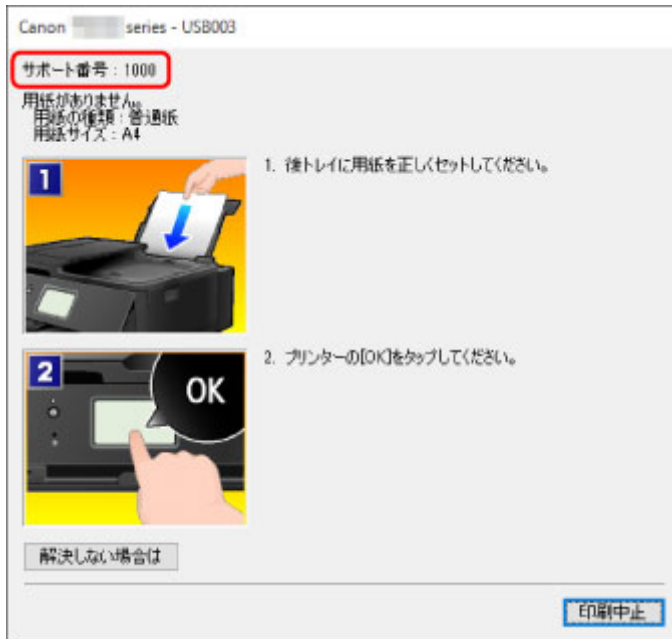 Canon series - USB003
サポート番号 : 1000
用紙がありません。
用紙の種類 : 普通紙
用紙サイズ : A4
1
1. 後トレイに用紙を正しくセットしてください。
2
OK
2. プリンターの[OK]をタップしてください。
解決しない場合は
印刷中止